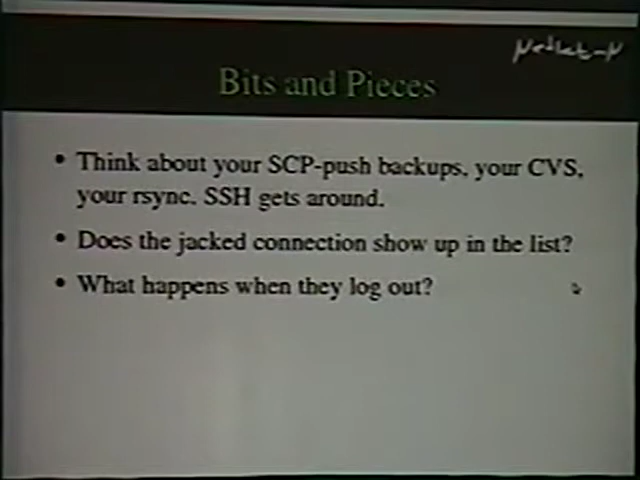 Bits and Pieces
• Think about your SCP-push backups, your CVS,
your rsync. SSH gets around.
• Does the jacked connection show up in the list?
• What happens when they log out?